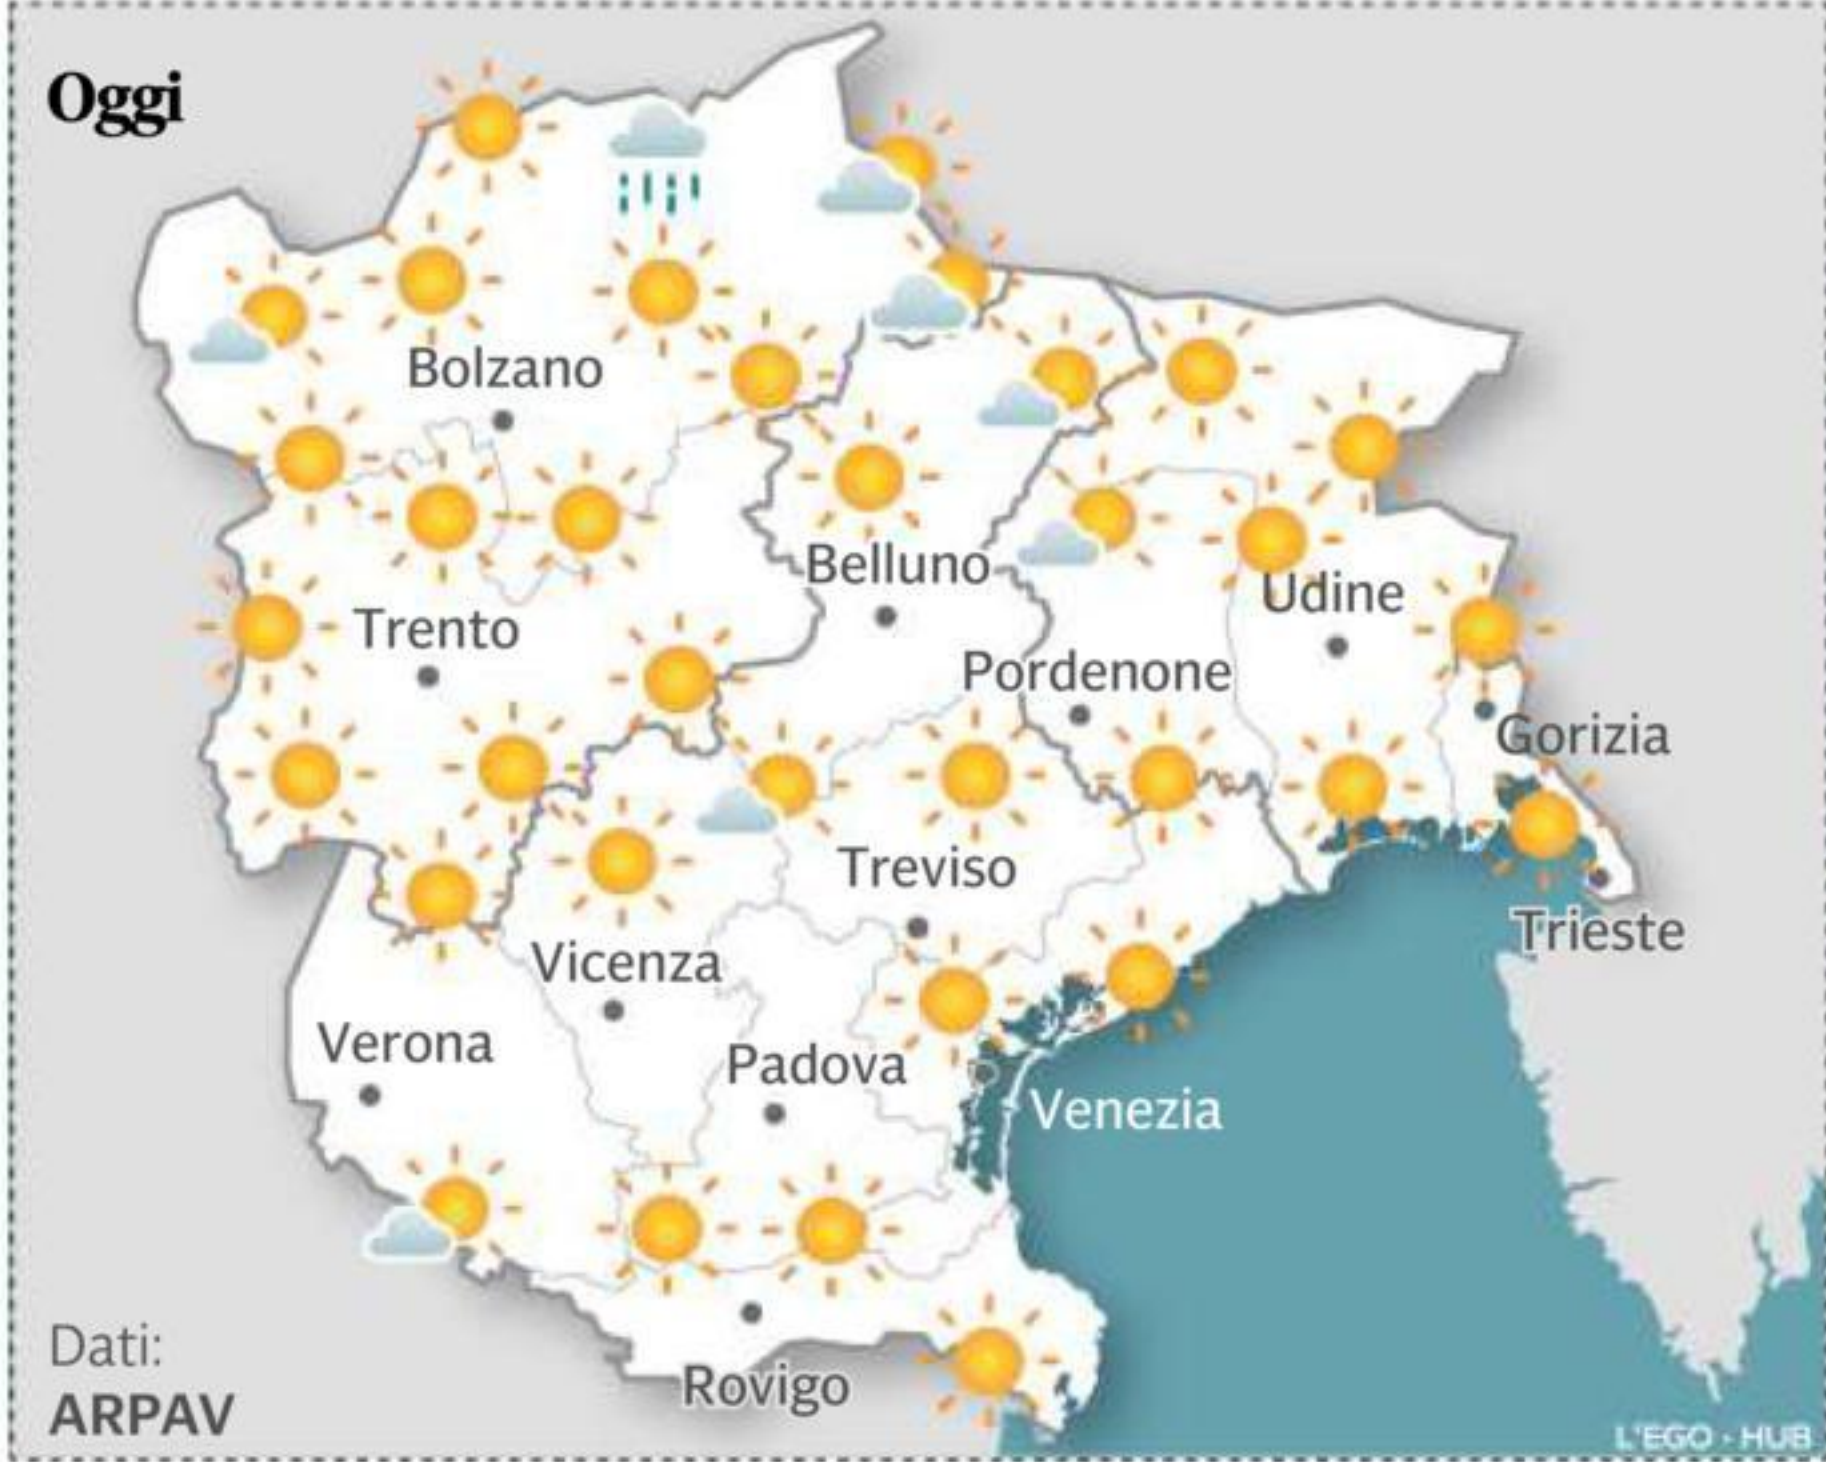 Oggi
Bolzano
Belluno
Udine
Trento
Pordenone
Gorizia
Treviso
Trieste
Vicenza
Verona
Padova
Venezia
Dati:
ARPAV
Rovigo
L'EGO - HUB